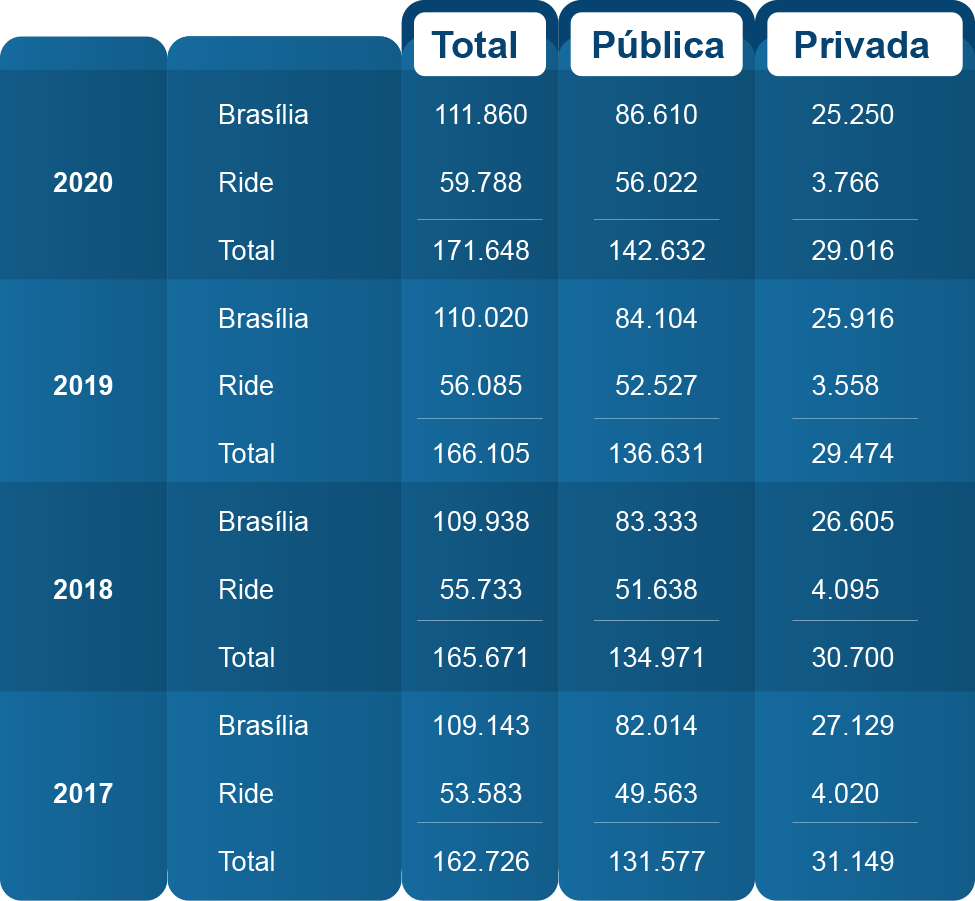 Total Pública Privada
Brasília 111.860 86.610 25.250
2020 Ride 59.788 56.022 3.766
Total 171.648 142.632 29.016
Brasília 110.020 84.104 25.916
2019 Ride 56.085 52.527 3.558
Total 166.105 136.631 29.474
Brasília 109.938 83.333 26.605
2018 Ride 55.733 51.638 4.095
Total 165.671 134.971 30.700
Brasília 109.143 82.014 27.129
2017 Ride 53.583 49.563 4.020
Total 162.726 131.577 31.149